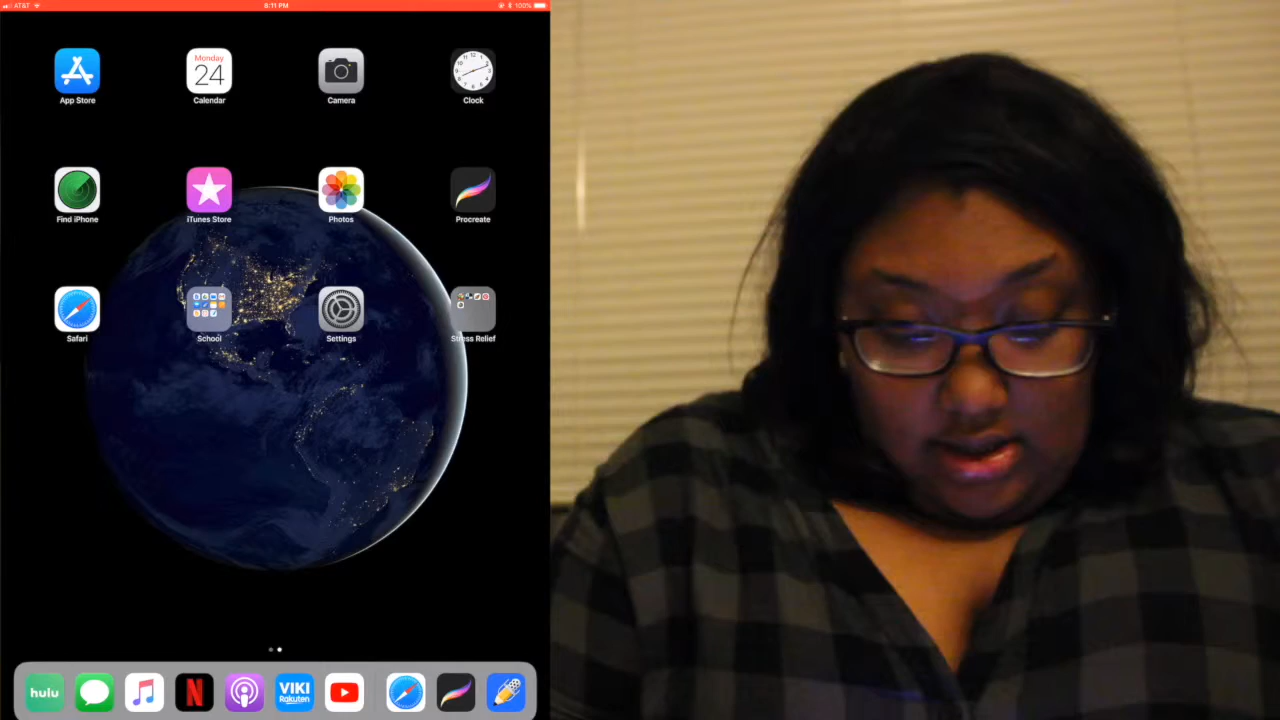 AT&T 8:11 PM 100%
App Store Calendar Camera Clock
Monday
24
Find iPhone iTunes Store Photos Procreate
Safari School Settings Stress Relief
hulu
N
VIKI
Rakuten